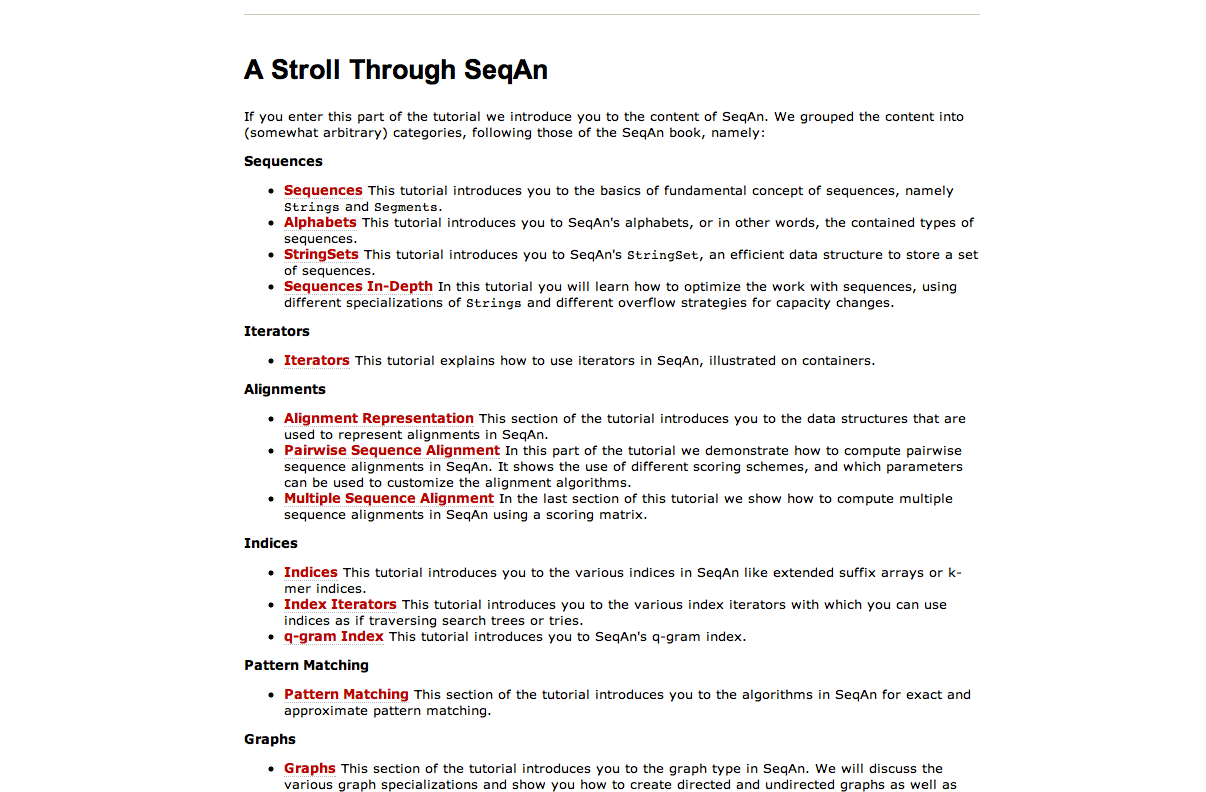 A Stroll Through SeqAn
If you enter this part of the tutorial we introduce you to the content of SeqAn. We grouped the content into
(somewhat arbitrary) categories, following those of the SeqAn book, namely:
Sequences
• Sequences This tutorial introduces you to the basics of fundamental concept of sequences, namely
Strings and Segments.
• Alphabets This tutorial introduces you to SeqAn's alphabets, or in other words, the contained types of
sequences.
• StringSets This tutorial introduces you to SeqAn's StringSet, an efficient data structure to store a set
of sequences.
• Sequences In-Depth In this tutorial you will learn how to optimize the work with sequences, using
different specializations of Strings and different overflow strategies for capacity changes.
Iterators
• Iterators This tutorial explains how to use iterators in SeqAn, illustrated on containers.
Alignments
• Alignment Representation This section of the tutorial introduces you to the data structures that are
used to represent alignments in SeqAn.
• Pairwise Sequence Alignment In this part of the tutorial we demonstrate how to compute pairwise
sequence alignments in SeqAn. It shows the use of different scoring schemes, and which parameters
can be used to customize the alignment algorithms.
• Multiple Sequence Alignment In the last section of this tutorial we show how to compute multiple
sequence alignments in SeqAn using a scoring matrix.
Indices
• Indices This tutorial introduces you to the various indices in SeqAn like extended suffix arrays or k-
mer indices.
• Index Iterators This tutorial introduces you to the various index iterators with which you can use
indices as if traversing search trees or tries.
• q-gram Index This tutorial introduces you to SeqAn's q-gram index.
Pattern Matching
• Pattern Matching This section of the tutorial introduces you to the algorithms in SeqAn for exact and
approximate pattern matching.
Graphs
• Graphs This section of the tutorial introduces you to the graph type in SeqAn. We will discuss the
various graph specializations and show you how to create directed and undirected graphs as well as